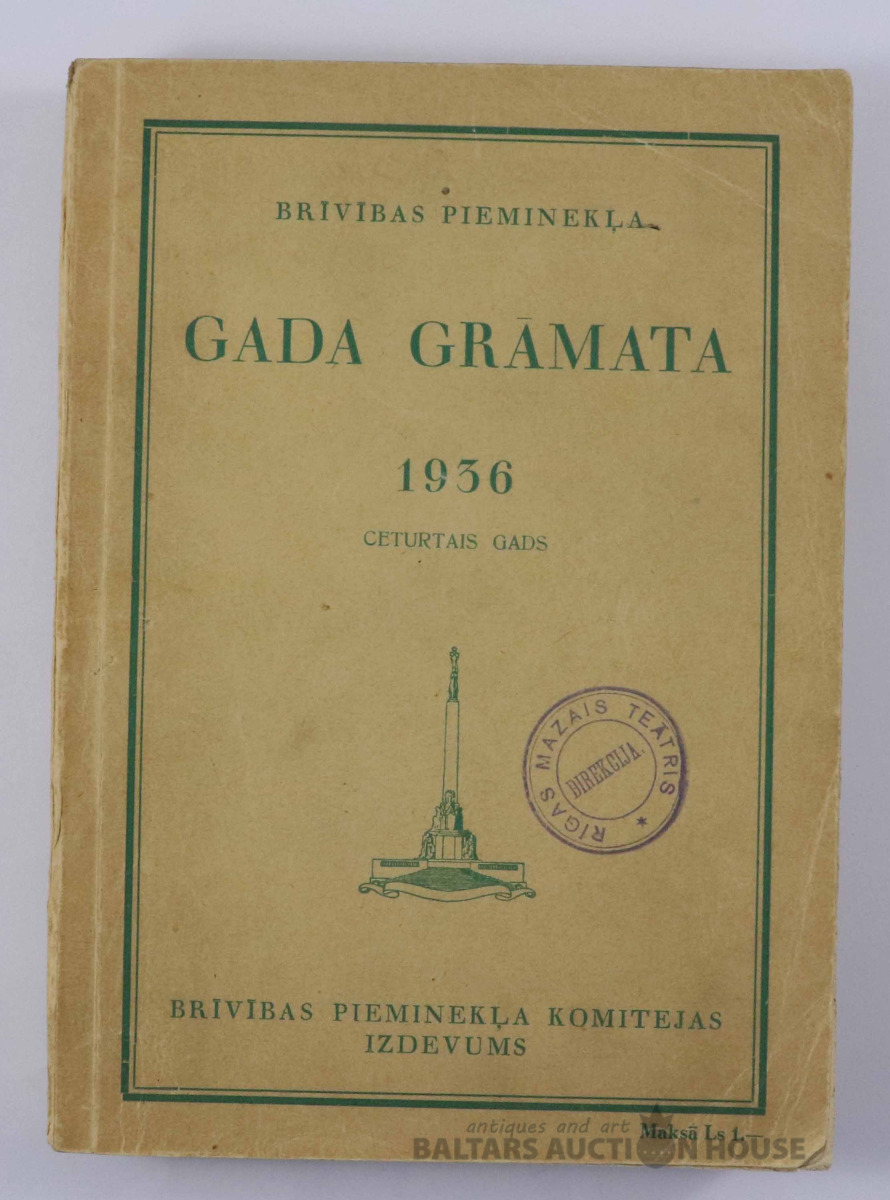 BRĪVĪBAS PIEMINEKĻA
GADA GRĀMATA
1936
CETURTAIS GADS
RĪGAS MAZAIS TEĀTRIS *
DIREKCIJA.
BRĪVĪBAS PIEMINEKĻA KOMITEJAS
IZDEVUMS
Maksā Ls 1.—
antiques and art
BALTARS AUCTION HOUSE